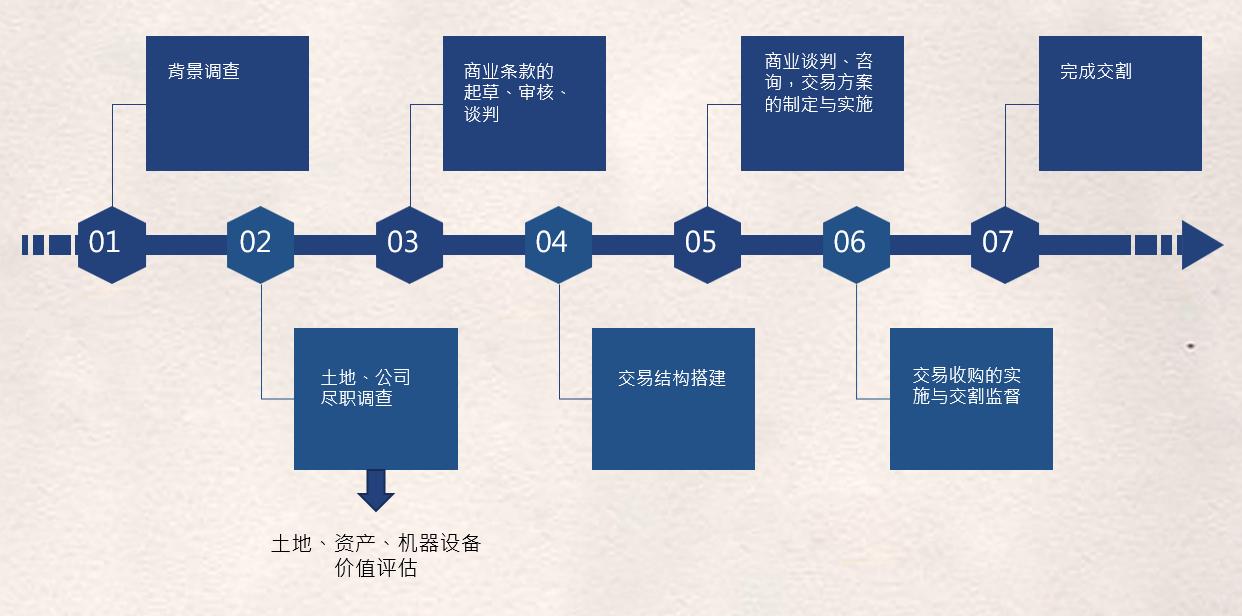 背景调查
商业条款的
起草、审核、
谈判
商业谈判、咨
询，交易方案
的制定与实施
完成交割
01
02
03
04
05
06
07
土地、公司
尽职调查
交易结构搭建
交易收购的实
施与交割监督
土地、资产、机器设备
价值评估